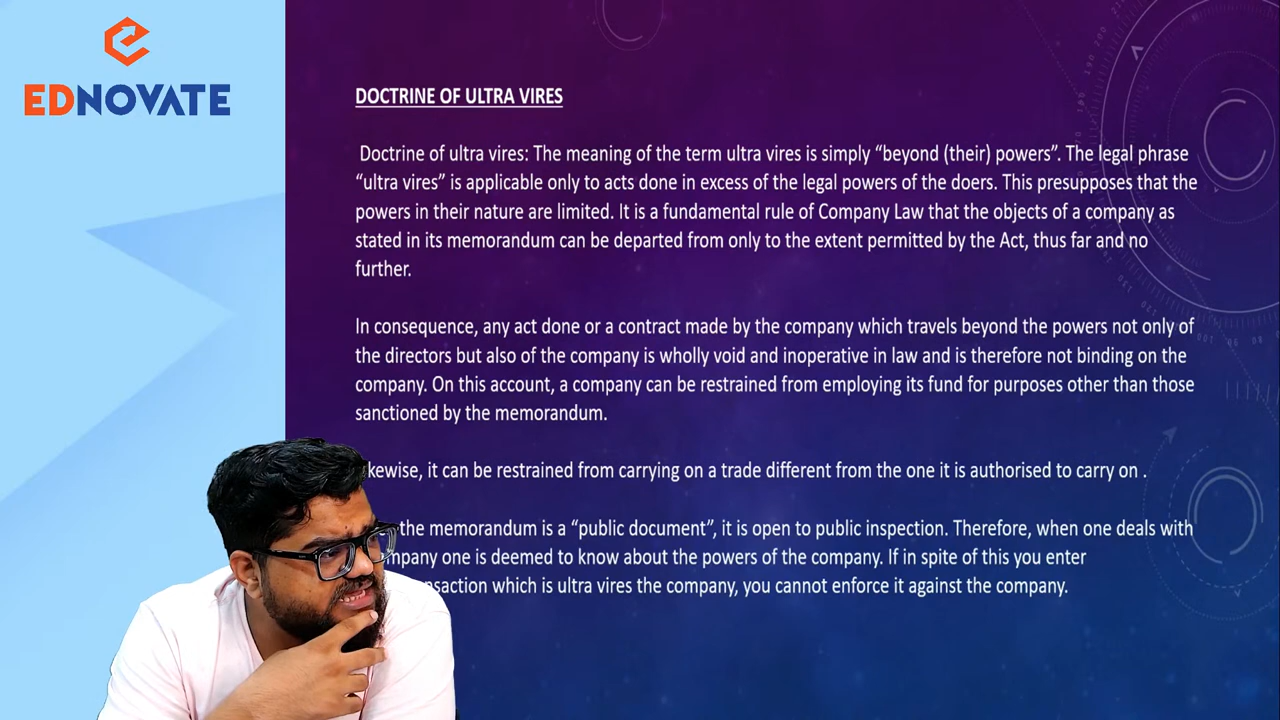 EDNOVATE
DOCTRINE OF ULTRA VIRES
Doctrine of ultra vires: The meaning of the term ultra vires is simply “beyond (their) powers”. The legal phrase
“ultra vires” is applicable only to acts done in excess of the legal powers of the doers. This presupposes that the
powers in their nature are limited. It is a fundamental rule of Company Law that the objects of a company as
stated in its memorandum can be departed from only to the extent permitted by the Act, thus far and no
further.
In consequence, any act done or a contract made by the company which travels beyond the powers not only of
the directors but also of the company is wholly void and inoperative in law and is therefore not binding on the
company. On this account, a company can be restrained from employing its fund for purposes other than those
sanctioned by the memorandum.
kewise, it can be restrained from carrying on a trade different from the one it is authorised to carry on .
the memorandum is a “public document”, it is open to public inspection. Therefore, when one deals with
mpany one is deemed to know about the powers of the company. If in spite of this you enter
saction which is ultra vires the company, you cannot enforce it against the company.